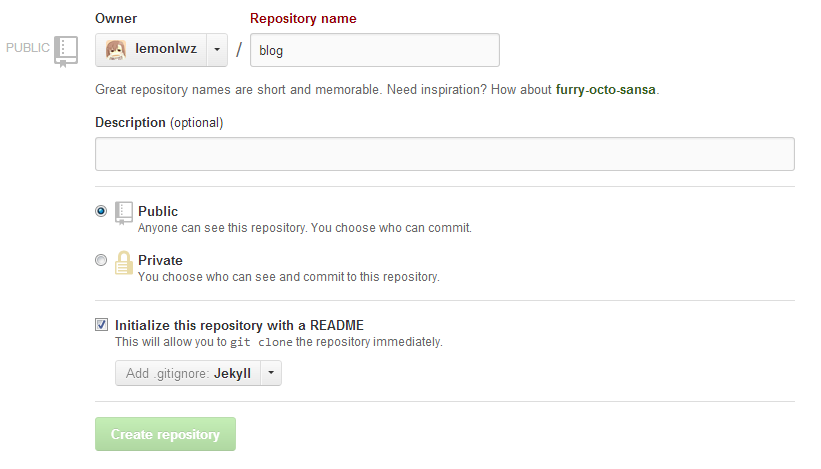 Owner Repository name
PUBLIC lemonlwz / blog
Great repository names are short and memorable. Need inspiration? How about furry-octo-sansa.
Description (optional)
Public
Anyone can see this repository. You choose who can commit.
Private
You choose who can see and commit to this repository.
Initialize this repository with a README
This will allow you to git clone the repository immediately.
Add .gitignore: Jekyll
Create repository